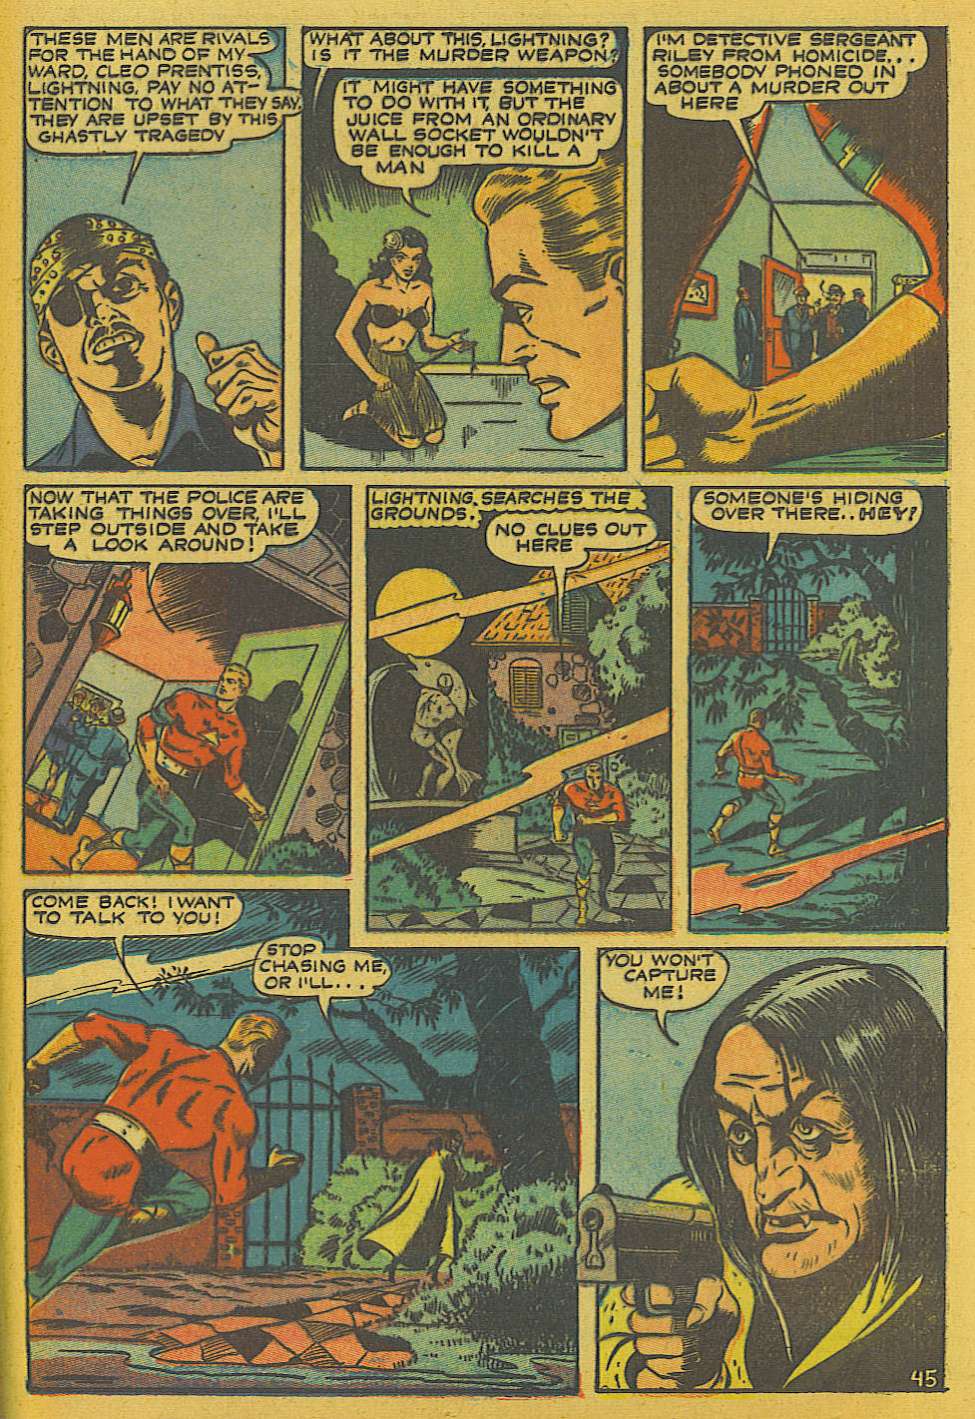 THESE MEN ARE RIVALS
FOR THE HAND OF MY
WARD, CLEO PRENTISS,
LIGHTNING. PAY NO AT-
TENTION TO WHAT THEY SAY.
THEY ARE UPSET BY THIS
GHASTLY TRAGEDY
WHAT ABOUT THIS, LIGHTNING?
IS IT THE MURDER WEAPON?
IT MIGHT HAVE SOMETHING
TO DO WITH IT, BUT THE
JUICE FROM AN ORDINARY
WALL SOCKET WOULDN'T
BE ENOUGH TO KILL A
MAN
I'M DETECTIVE SERGEANT
RILEY FROM HOMICIDE...
SOMEBODY PHONED IN
ABOUT A MURDER OUT
HERE
NOW THAT THE POLICE ARE
TAKING THINGS OVER, I'LL
STEP OUTSIDE AND TAKE
A LOOK AROUND!
LIGHTNING SEARCHES THE
GROUNDS..
NO CLUES OUT
HERE
SOMEONE'S HIDING
OVER THERE..HEY!
COME BACK! I WANT
TO TALK TO YOU!
STOP
CHASING ME,
OR I'LL....
YOU WON'T
CAPTURE
ME!
45